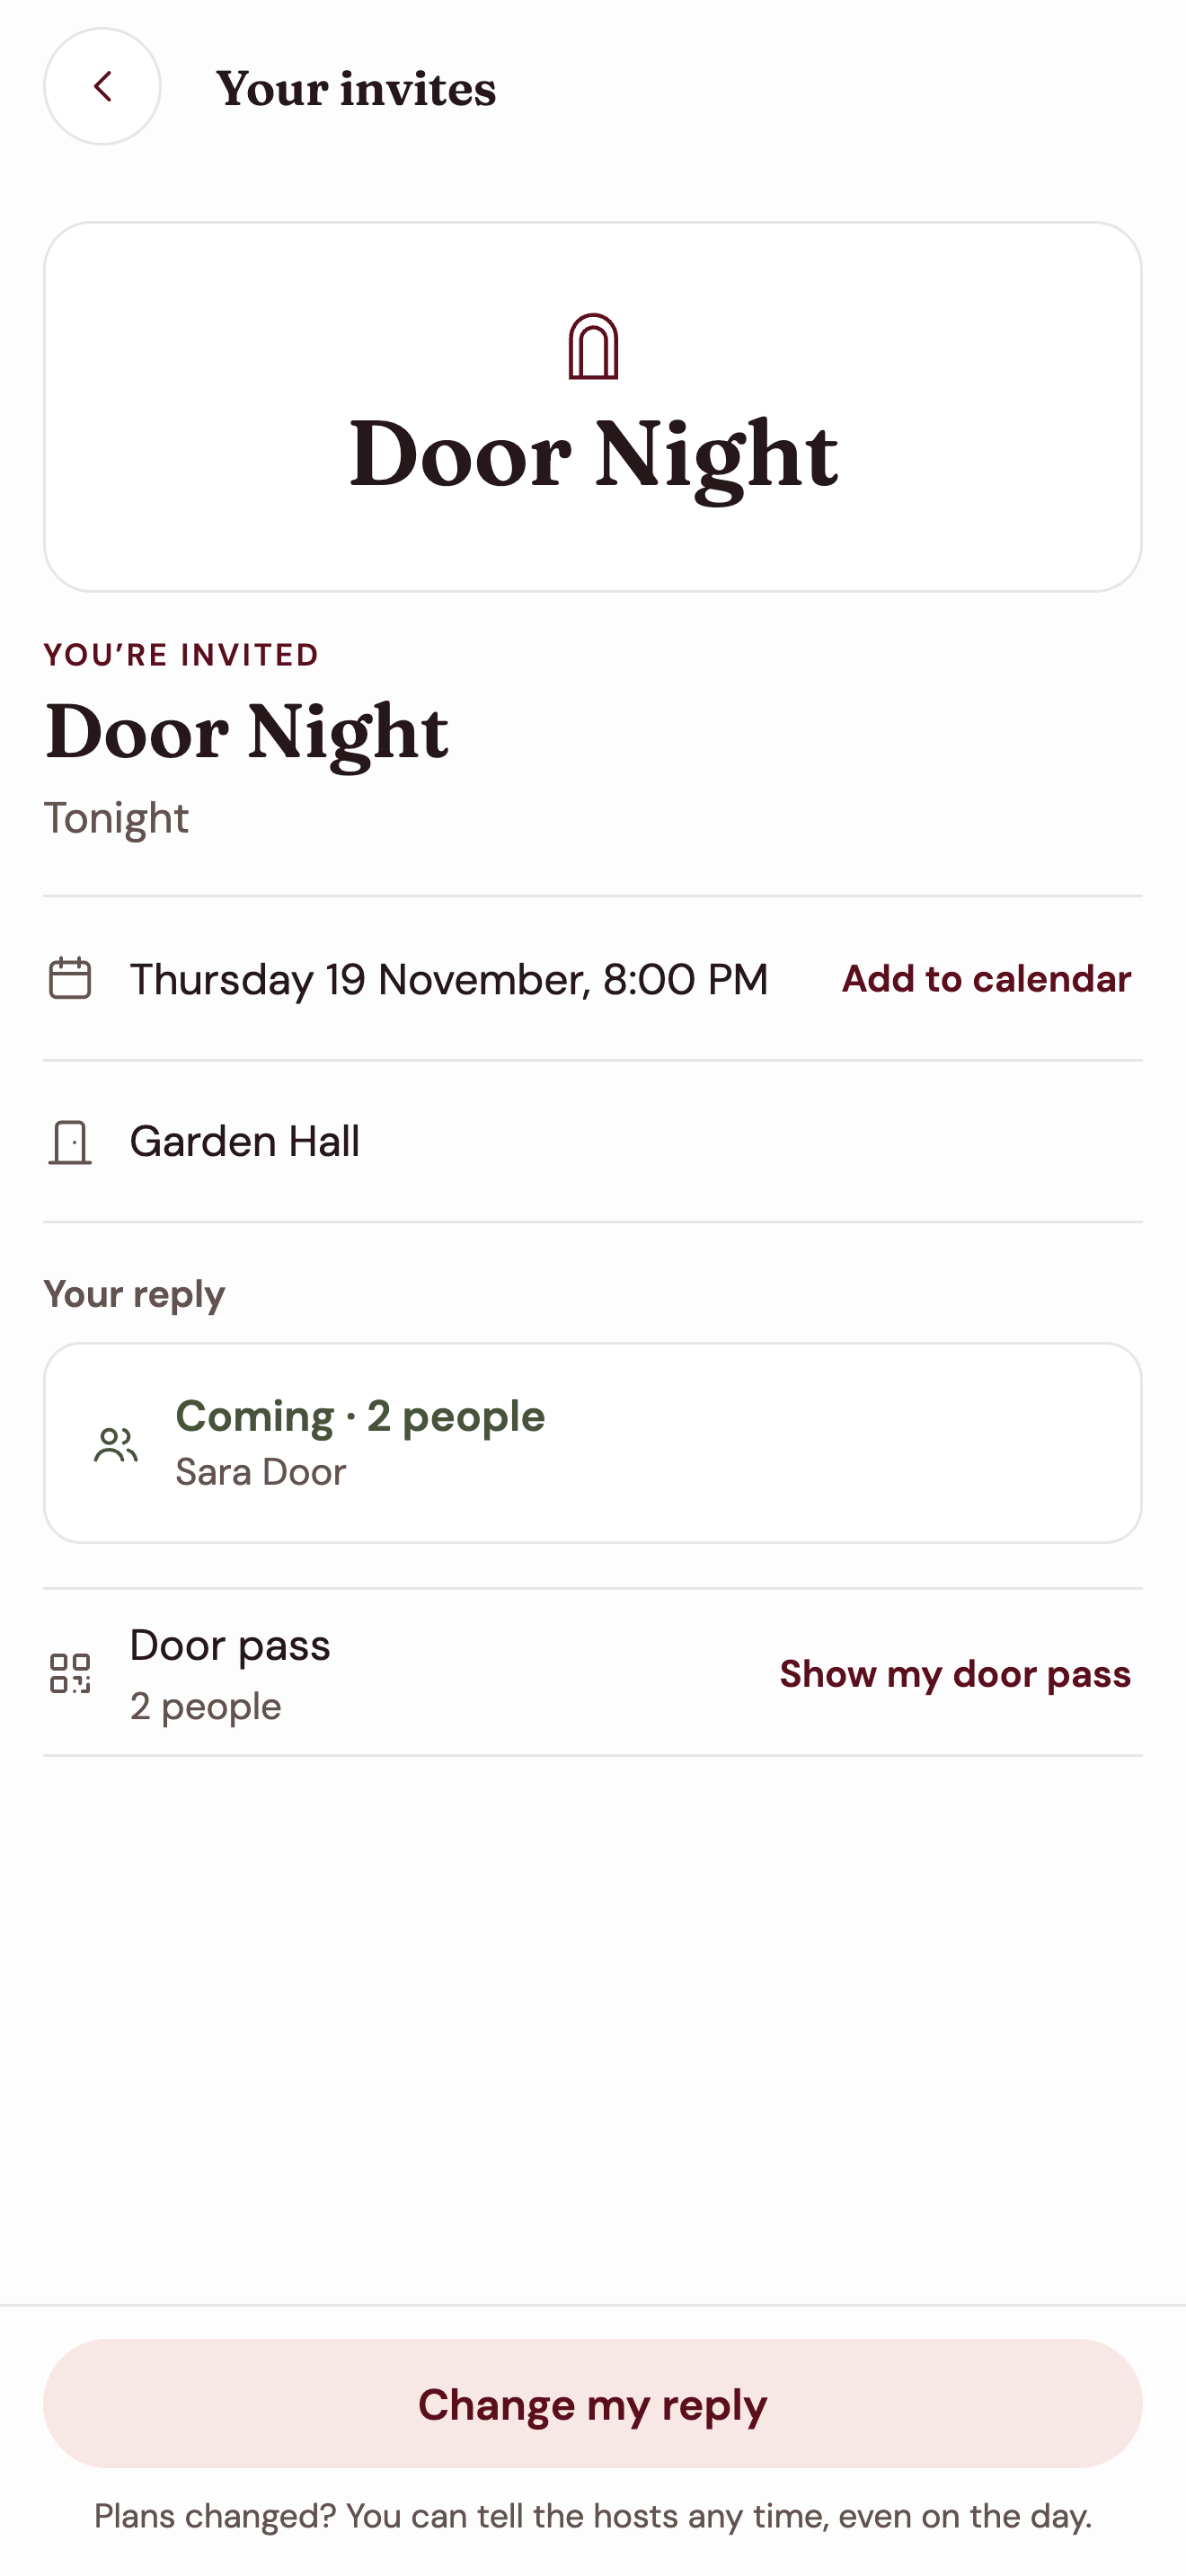 Your invites
Door Night
YOU’RE INVITED
Door Night
Tonight
Thursday 19 November, 8:00 PM
Add to calendar
Garden Hall
Your reply
Coming · 2 people
Sara Door
Door pass
2 people
Show my door pass
Change my reply
Plans changed? You can tell the hosts any time, even on the day.